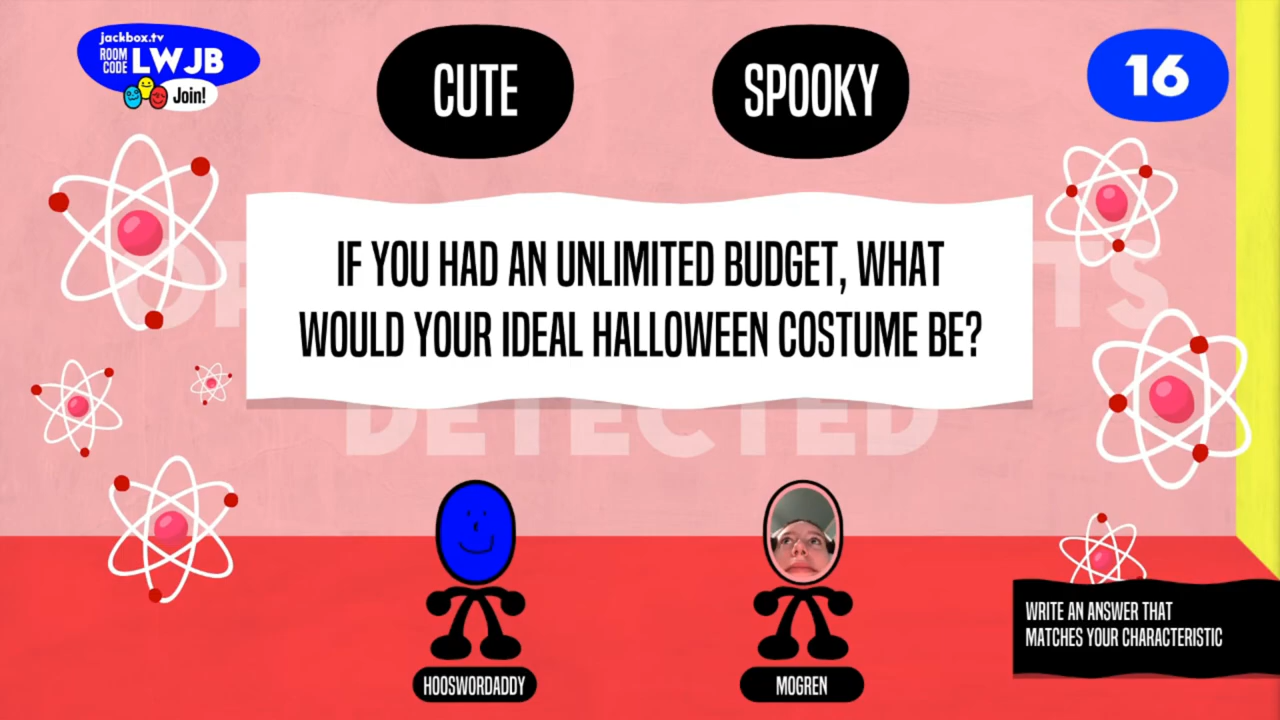 jackbox.tv
ROOM CODE LWJB
Join!
CUTE
SPOOKY
16
IF YOU HAD AN UNLIMITED BUDGET, WHAT
WOULD YOUR IDEAL HALLOWEEN COSTUME BE?
DETECTED
HOOSWORDADDY
MOGREN
WRITE AN ANSWER THAT
MATCHES YOUR CHARACTERISTIC